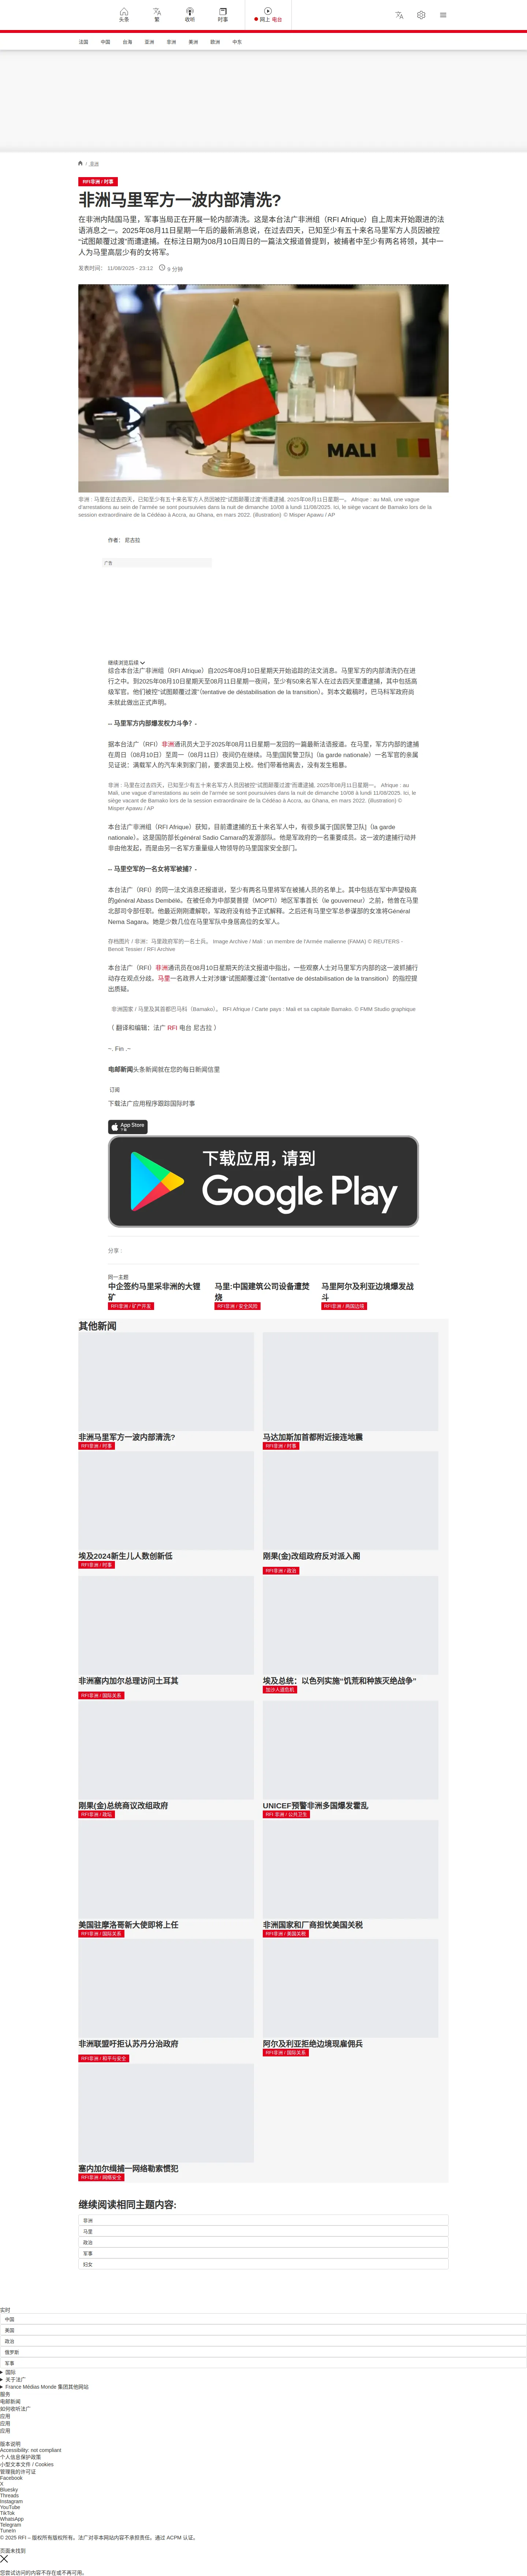 头条
繁
收听
时事
网上 电台
法国
中国
台海
亚洲
非洲
美洲
欧洲
中东
/ 非洲
RFI非洲 / 时事
非洲马里军方一波内部清洗?
在非洲内陆国马里，军事当局正在开展一轮内部清洗。这是本台法广非洲组（RFI Afrique）自上周末开始跟进的法
语消息之一。2025年08月11日星期一午后的最新消息说，在过去四天，已知至少有五十来名马里军方人员因被控
“试图颠覆过渡”而遭逮捕。在标注日期为08月10日周日的一篇法文报道曾提到，被捕者中至少有两名将领，其中一
人为马里高层少有的女将军。
发表时间： 11/08/2025 - 23:12
9 分钟
MALI
非洲 : 马里在过去四天，已知至少有五十来名军方人员因被控“试图颠覆过渡”而遭逮捕, 2025年08月11日星期一。 Afrique : au Mali, une vague
d'arrestations au sein de l'armée se sont poursuivies dans la nuit de dimanche 10/08 à lundi 11/08/2025. Ici, le siège vacant de Bamako lors de la
session extraordinaire de la Cédéao à Accra, au Ghana, en mars 2022. (illustration) © Misper Apawu / AP
作者： 尼古拉
广告
继续浏览后续
综合本台法广非洲组（RFI Afrique）自2025年08月10日星期天开始追踪的法文消息。马里军方的内部清洗仍在进
行之中。到2025年08月10日星期天至08月11日星期一夜间，至少有50来名军人在过去四天里遭逮捕，其中包括高
级军官。他们被控“试图颠覆过渡”（tentative de déstabilisation de la transition）。到本文截稿时，巴马科军政府尚
未就此做出正式声明。
-- 马里军方内部爆发权力斗争? -
据本台法广（RFI）非洲通讯员大卫于2025年08月11日星期一发回的一篇最新法语报道。在马里，军方内部的逮捕
在周日（08月10日）至周一（08月11日）夜间仍在继续。马里[国民警卫队]（la garde nationale）一名军官的亲属
见证说：满载军人的汽车来到家门前，要求面见上校。他们带着他离去，没有发生粗暴。
非洲 : 马里在过去四天，已知至少有五十来名军方人员因被控“试图颠覆过渡”而遭逮捕, 2025年08月11日星期一。 Afrique : au
Mali, une vague d'arrestations au sein de l'armée se sont poursuivies dans la nuit de dimanche 10/08 à lundi 11/08/2025. Ici, le
siège vacant de Bamako lors de la session extraordinaire de la Cédéao à Accra, au Ghana, en mars 2022. (illustration) ©
Misper Apawu / AP
本台法广非洲组（RFI Afrique）获知，目前遭逮捕的五十来名军人中，有很多属于[国民警卫队]（la garde
nationale）。这是国防部长général Sadio Camara的发源部队。他是军政府的一名重要成员。这一波的逮捕行动并
非由他发起，而是由另一名军方重量级人物领导的马里国家安全部门。
-- 马里空军的一名女将军被捕? -
本台法广（RFI）的同一法文消息还报道说，至少有两名马里将军在被捕人员的名单上。其中包括在军中声望极高
的général Abass Dembélé。在被任命为中部莫普提（MOPTI）地区军事首长（le gouverneur）之前，他曾在马里
北部司令部任职。他最近刚刚遭解职，军政府没有给予正式解释。之后还有马里空军总参谋部的女准将Général
Nema Sagara。她是少数几位在马里军队中身居高位的女军人。
存档图片 / 非洲：马里政府军的一名士兵。 Image Archive / Mali : un membre de l'Armée malienne (FAMA) © REUTERS -
Benoit Tessier / RFI Archive
本台法广（RFI）非洲通讯员在08月10日星期天的法文报道中指出，一些观察人士对马里军方内部的这一波抓捕行
动存在观点分歧。马里一名政界人士对涉嫌“试图颠覆过渡”（tentative de déstabilisation de la transition）的指控提
出质疑。
非洲国家 / 马里及其首都巴马科（Bamako）。 RFI Afrique / Carte pays : Mali et sa capitale Bamako. © FMM Studio graphique
（ 翻译和编辑：法广 RFI 电台 尼古拉 ）
~. Fin .~
电邮新闻头条新闻就在您的每日新闻信里
订阅
下载法广应用程序跟踪国际时事
App Store
下载
下载应用，请到
Google Play
分享 :
同一主题
中企签约马里采非洲的大锂矿
RFI非洲 / 矿产开发
马里:中国建筑公司设备遭焚烧
RFI非洲 / 安全局势
马里阿尔及利亚边境爆发战斗
RFI非洲 / 两国边境
其他新闻
非洲马里军方一波内部清洗?
RFI非洲 / 时事
马达加斯加首都附近接连地震
RFI非洲 / 时事
埃及2024新生儿人数创新低
RFI非洲 / 时事
刚果(金)改组政府反对派入阁
RFI非洲 / 政治
非洲塞内加尔总理访问土耳其
RFI非洲 / 国际关系
埃及总统：以色列实施“饥荒和种族灭绝战争”
加沙人道危机
刚果(金)总统商议改组政府
RFI非洲 / 政坛
UNICEF预警非洲多国爆发霍乱
RFI 非洲 / 公共卫生
美国驻摩洛哥新大使即将上任
RFI非洲 / 国际关系
非洲国家和厂商担忧美国关税
RFI非洲 / 美国关税
非洲联盟吁拒认苏丹分治政府
RFI非洲 / 和平与安全
阿尔及利亚拒绝边境现雇佣兵
RFI非洲 / 国际关系
塞内加尔缉捕一网络勒索惯犯
RFI非洲 / 网络安全
继续阅读相同主题内容:
非洲
马里
政治
军事
妇女
实时
中国
美国
政治
俄罗斯
军事
国际
关于法广
France Médias Monde 集团其他网站
服务
电邮新闻
如何收听法广
应用
应用
应用
版本说明
Accessibility: not compliant
个人信息保护政策
小型文本文件 / Cookies
管理我的许可证
Facebook
X
Bluesky
Threads
Instagram
YouTube
TikTok
WhatsApp
Telegram
TuneIn
© 2025 RFI – 版权所有版权所有。法广对非本网站内容不承担责任。通过 ACPM 认证。
页面未找到
您尝试访问的内容不存在或不再可用。